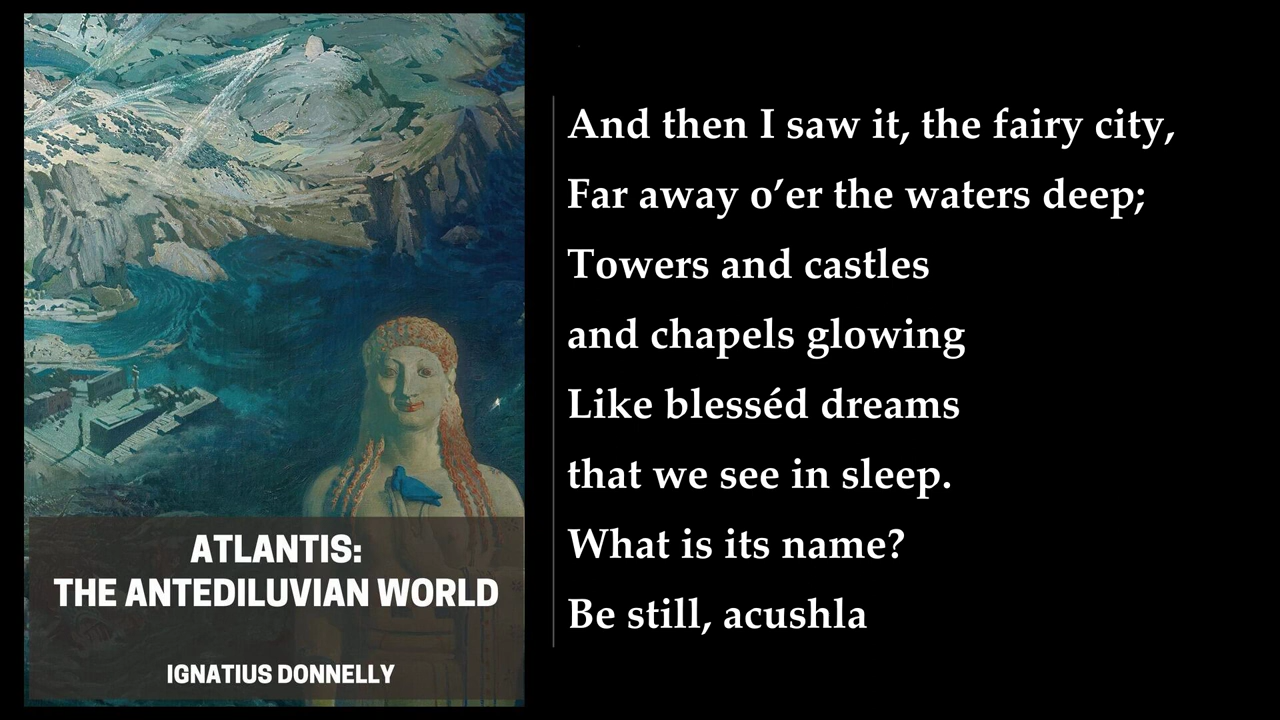 ATLANTIS:
THE ANTEDILUVIAN WORLD
IGNATIUS DONNELLY
And then I saw it, the fairy city,
Far away o’er the waters deep;
Towers and castles
and chapels glowing
Like blesséd dreams
that we see in sleep.
What is its name?
Be still, acushla